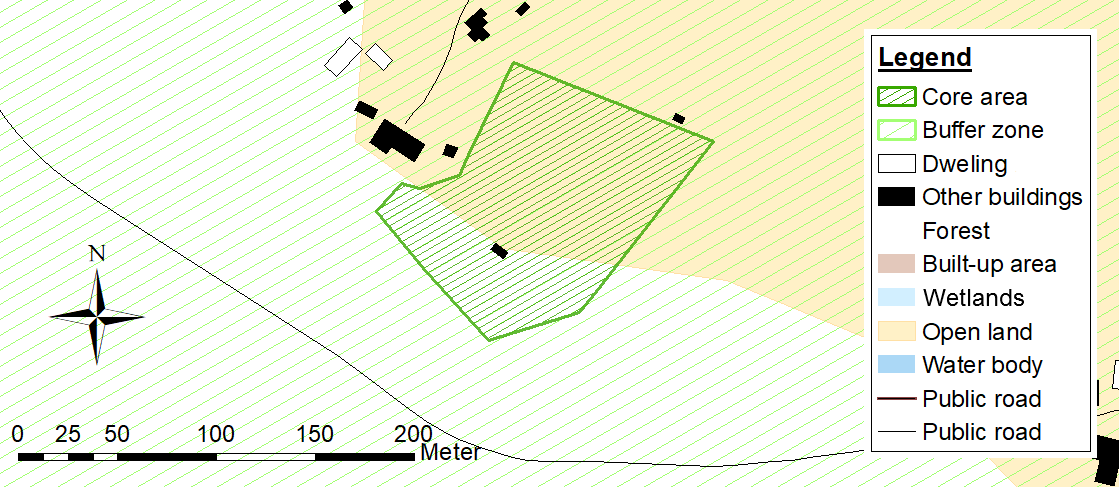 Legend
Core area
Buffer zone
Dweling
Other buildings
Forest
Built-up area
Wetlands
Open land
Water body
Public road
Public road
N
0 25 50 100 150 200
Meter